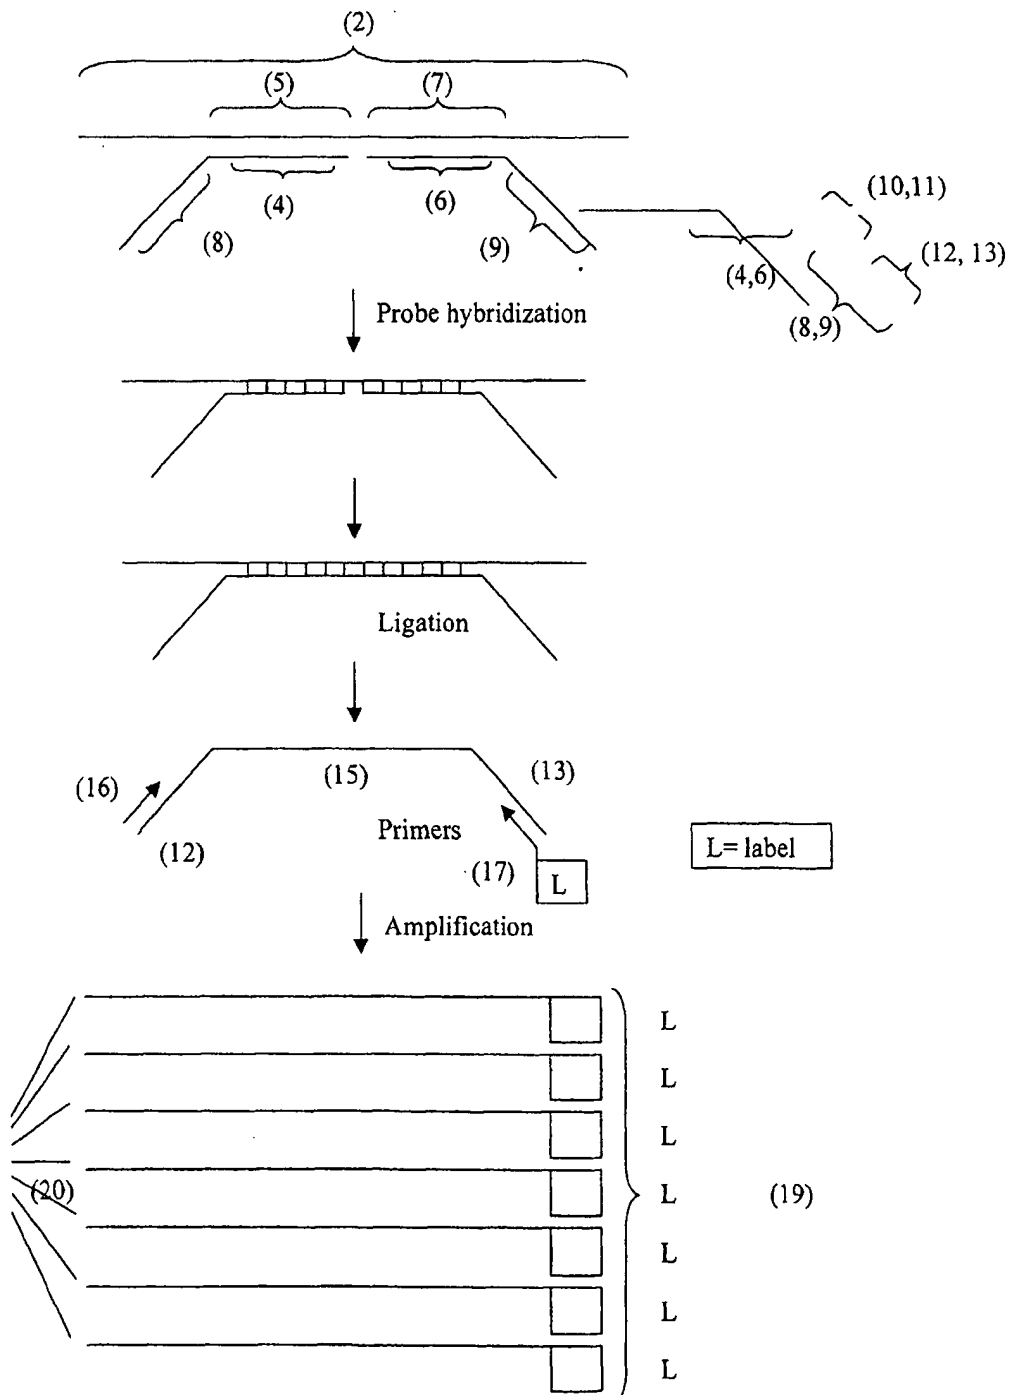 (2)
(5) (7)
(4) (6) (10,11)
(8) (9) (4,6) (12, 13)
Probe hybridization (8,9)
Ligation
(16) (15) (13)
(12) Primers (17) L L= label
Amplification
L
L
L
(20) L (19)
L
L
L